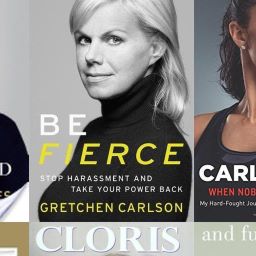 BE
FIERCE
STOP HARASSMENT AND
TAKE YOUR POWER BACK
GRETCHEN CARLSON
D
S
CARL
WHEN NOB
My Hard-Fought Jou
CLORIS
and fu